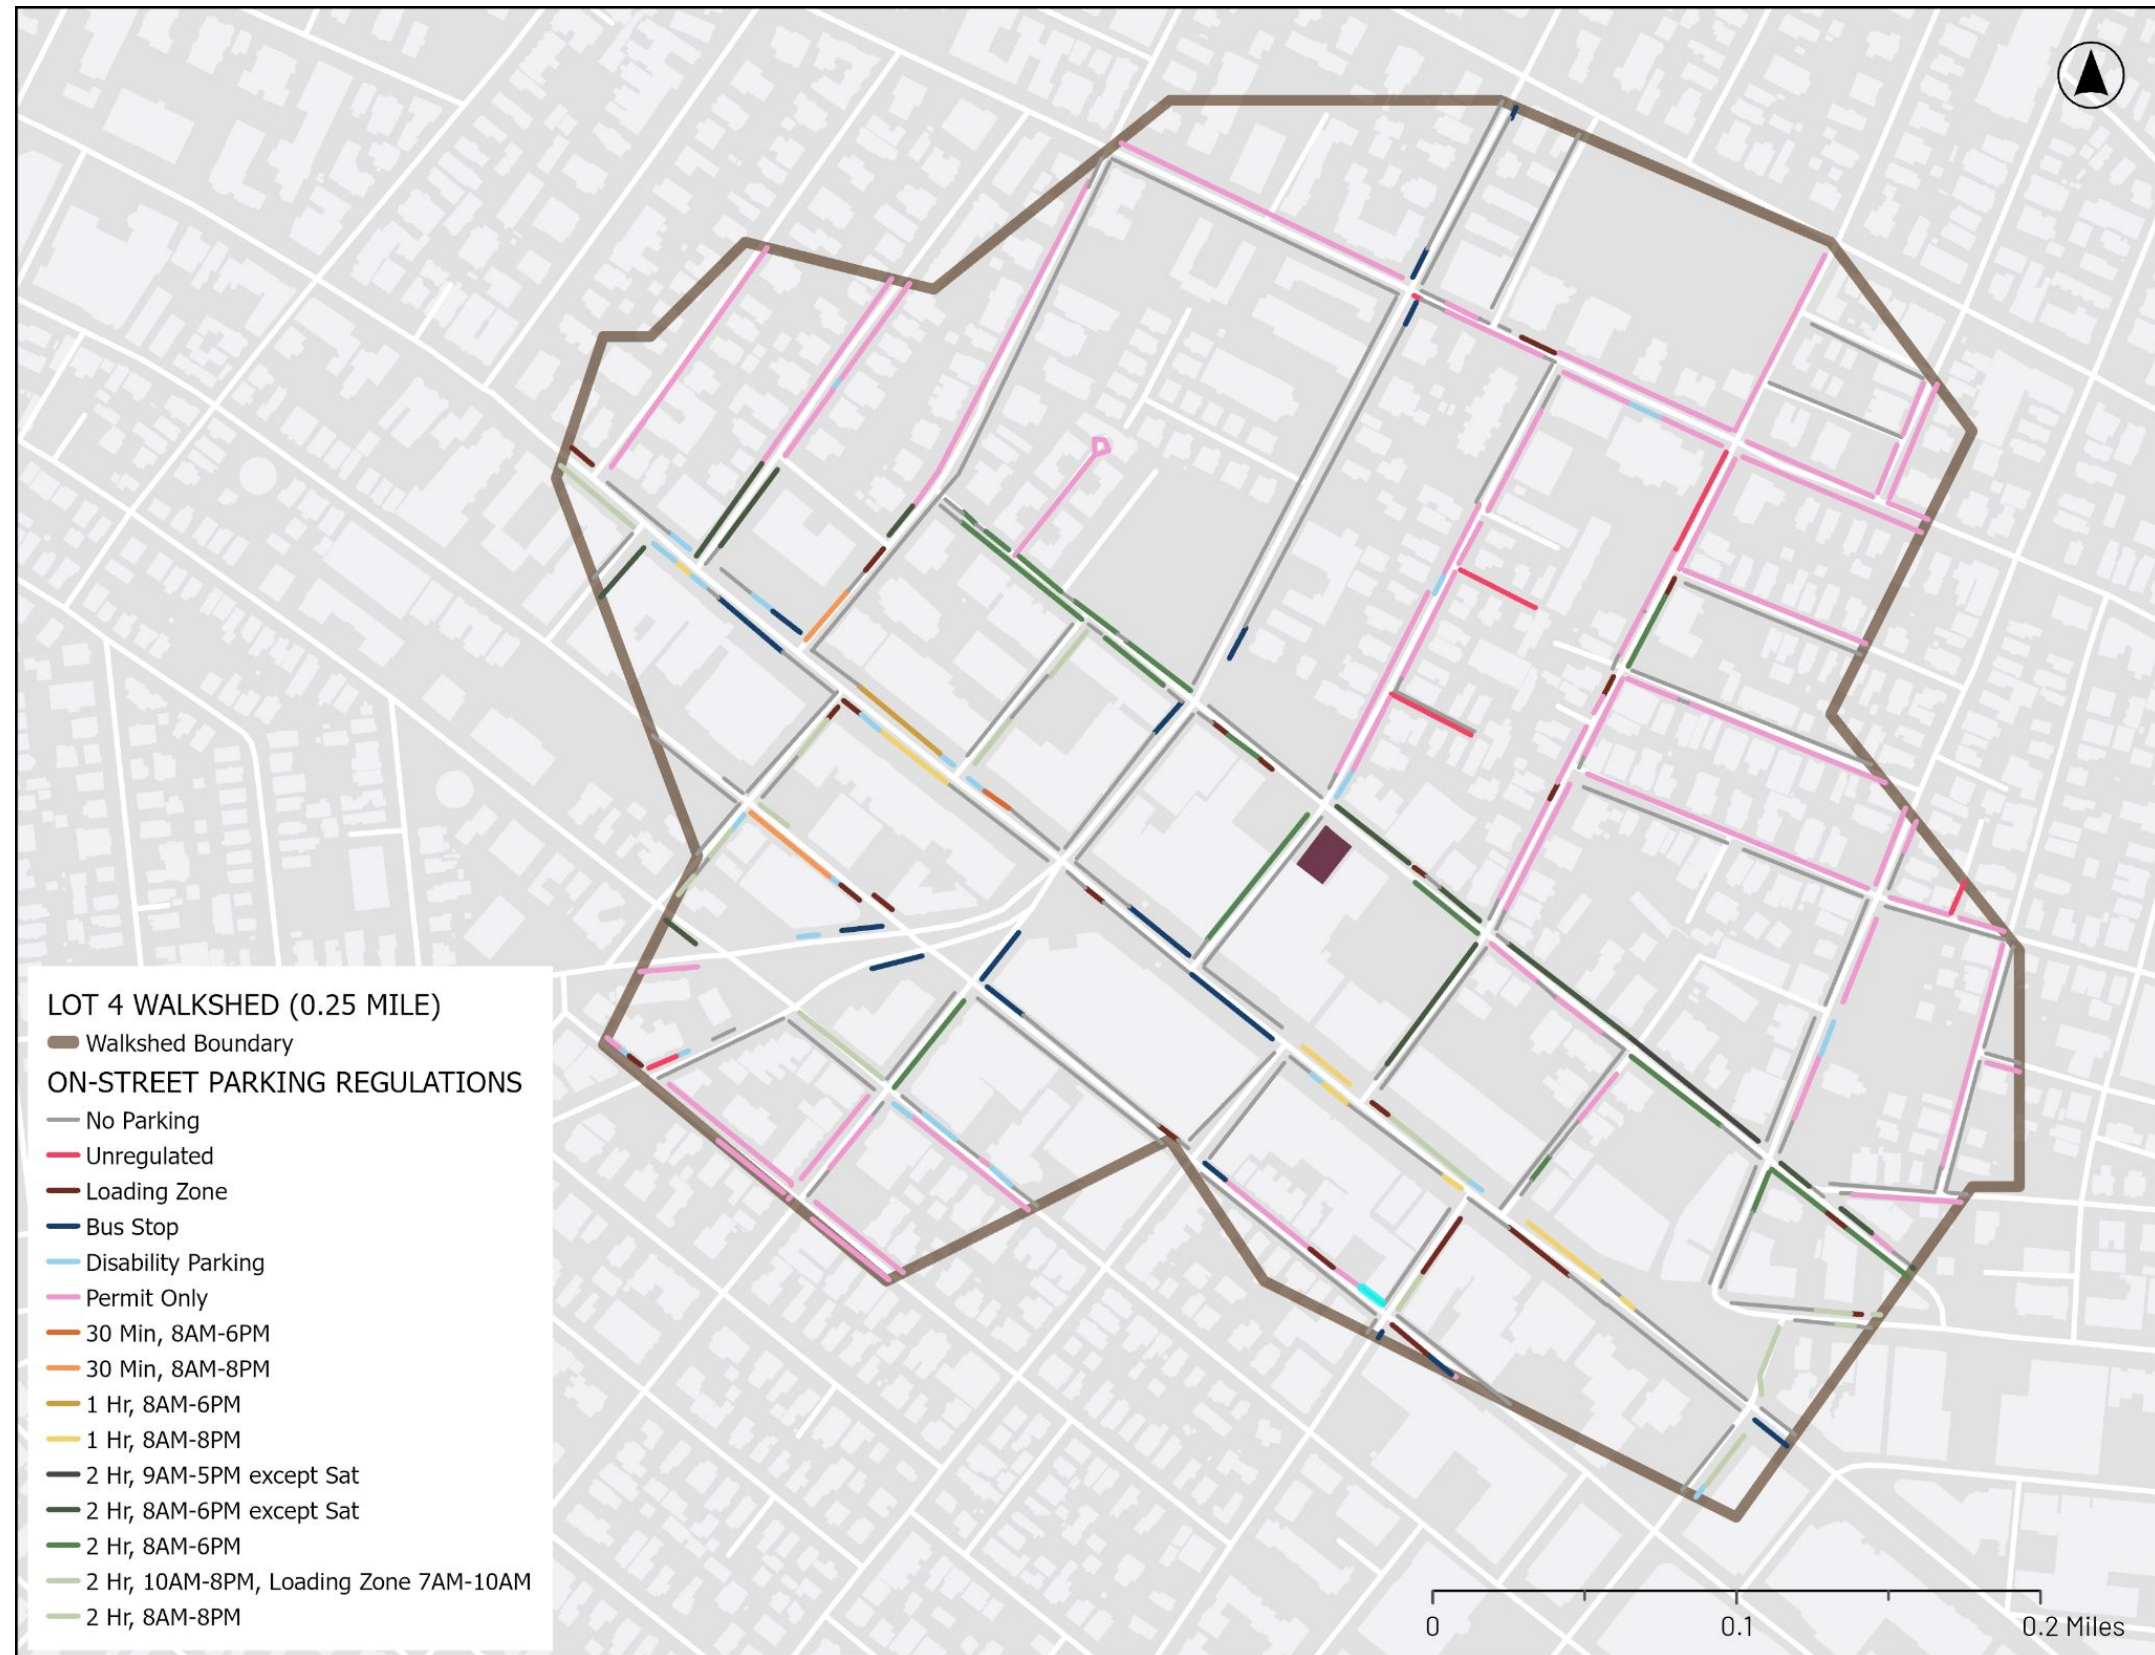 LOT 4 WALKSHED (0.25 MILE)
Walkshed Boundary
ON-STREET PARKING REGULATIONS
No Parking
Unregulated
Loading Zone
Bus Stop
Disability Parking
Permit Only
30 Min, 8AM-6PM
30 Min, 8AM-8PM
1 Hr, 8AM-6PM
1 Hr, 8AM-8PM
2 Hr, 9AM-5PM except Sat
2 Hr, 8AM-6PM except Sat
2 Hr, 8AM-6PM
2 Hr, 10AM-8PM, Loading Zone 7AM-10AM
2 Hr, 8AM-8PM
0 0.1 0.2 Miles